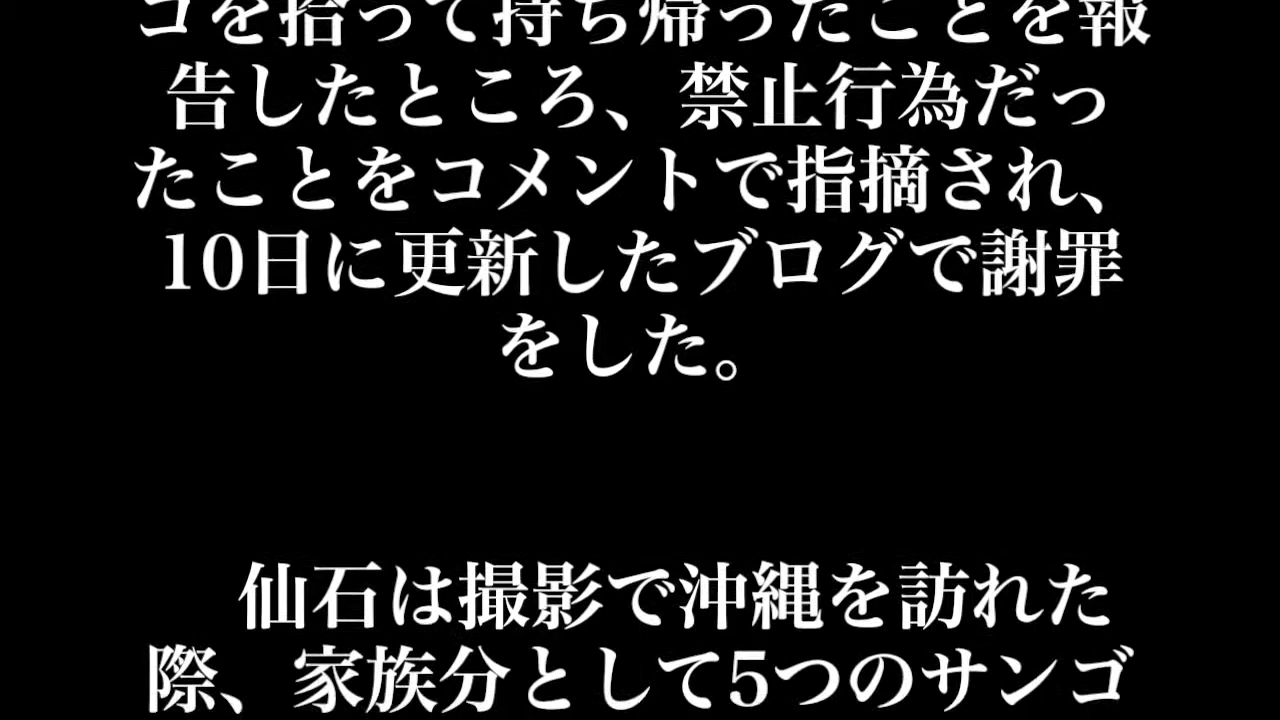 ゴを拾って持ち帰ったことを報
告したところ、禁止行為だっ
たことをコメントで指摘され、
10日に更新したブログで謝罪
をした。
仙石は撮影で沖縄を訪れた
際、家族分として5つのサンゴ